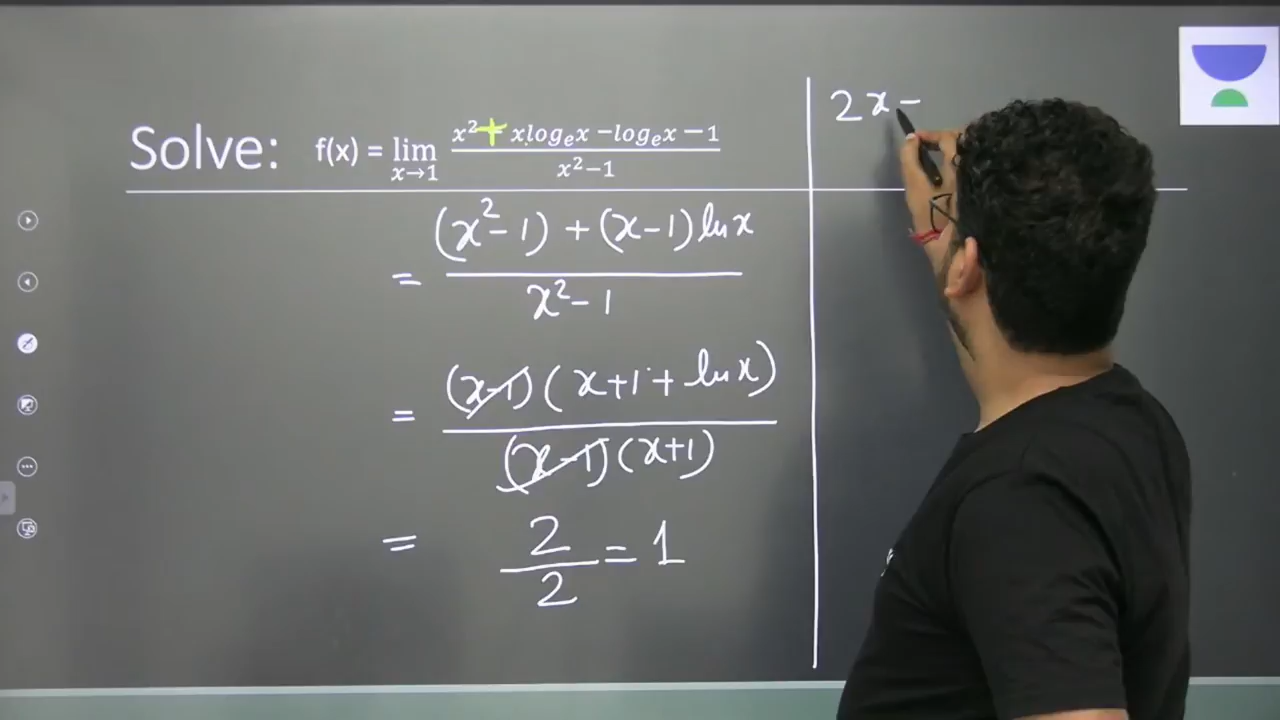 Solve: f(x) = lim x→1 (x² + xlogₑx − logₑx − 1) / (x² − 1)
= ((x² − 1) + (x − 1) ln x) / (x² − 1)
= ((x − 1)(x + 1 + ln x)) / ((x − 1)(x + 1))
= 2/2 = 1
2x −